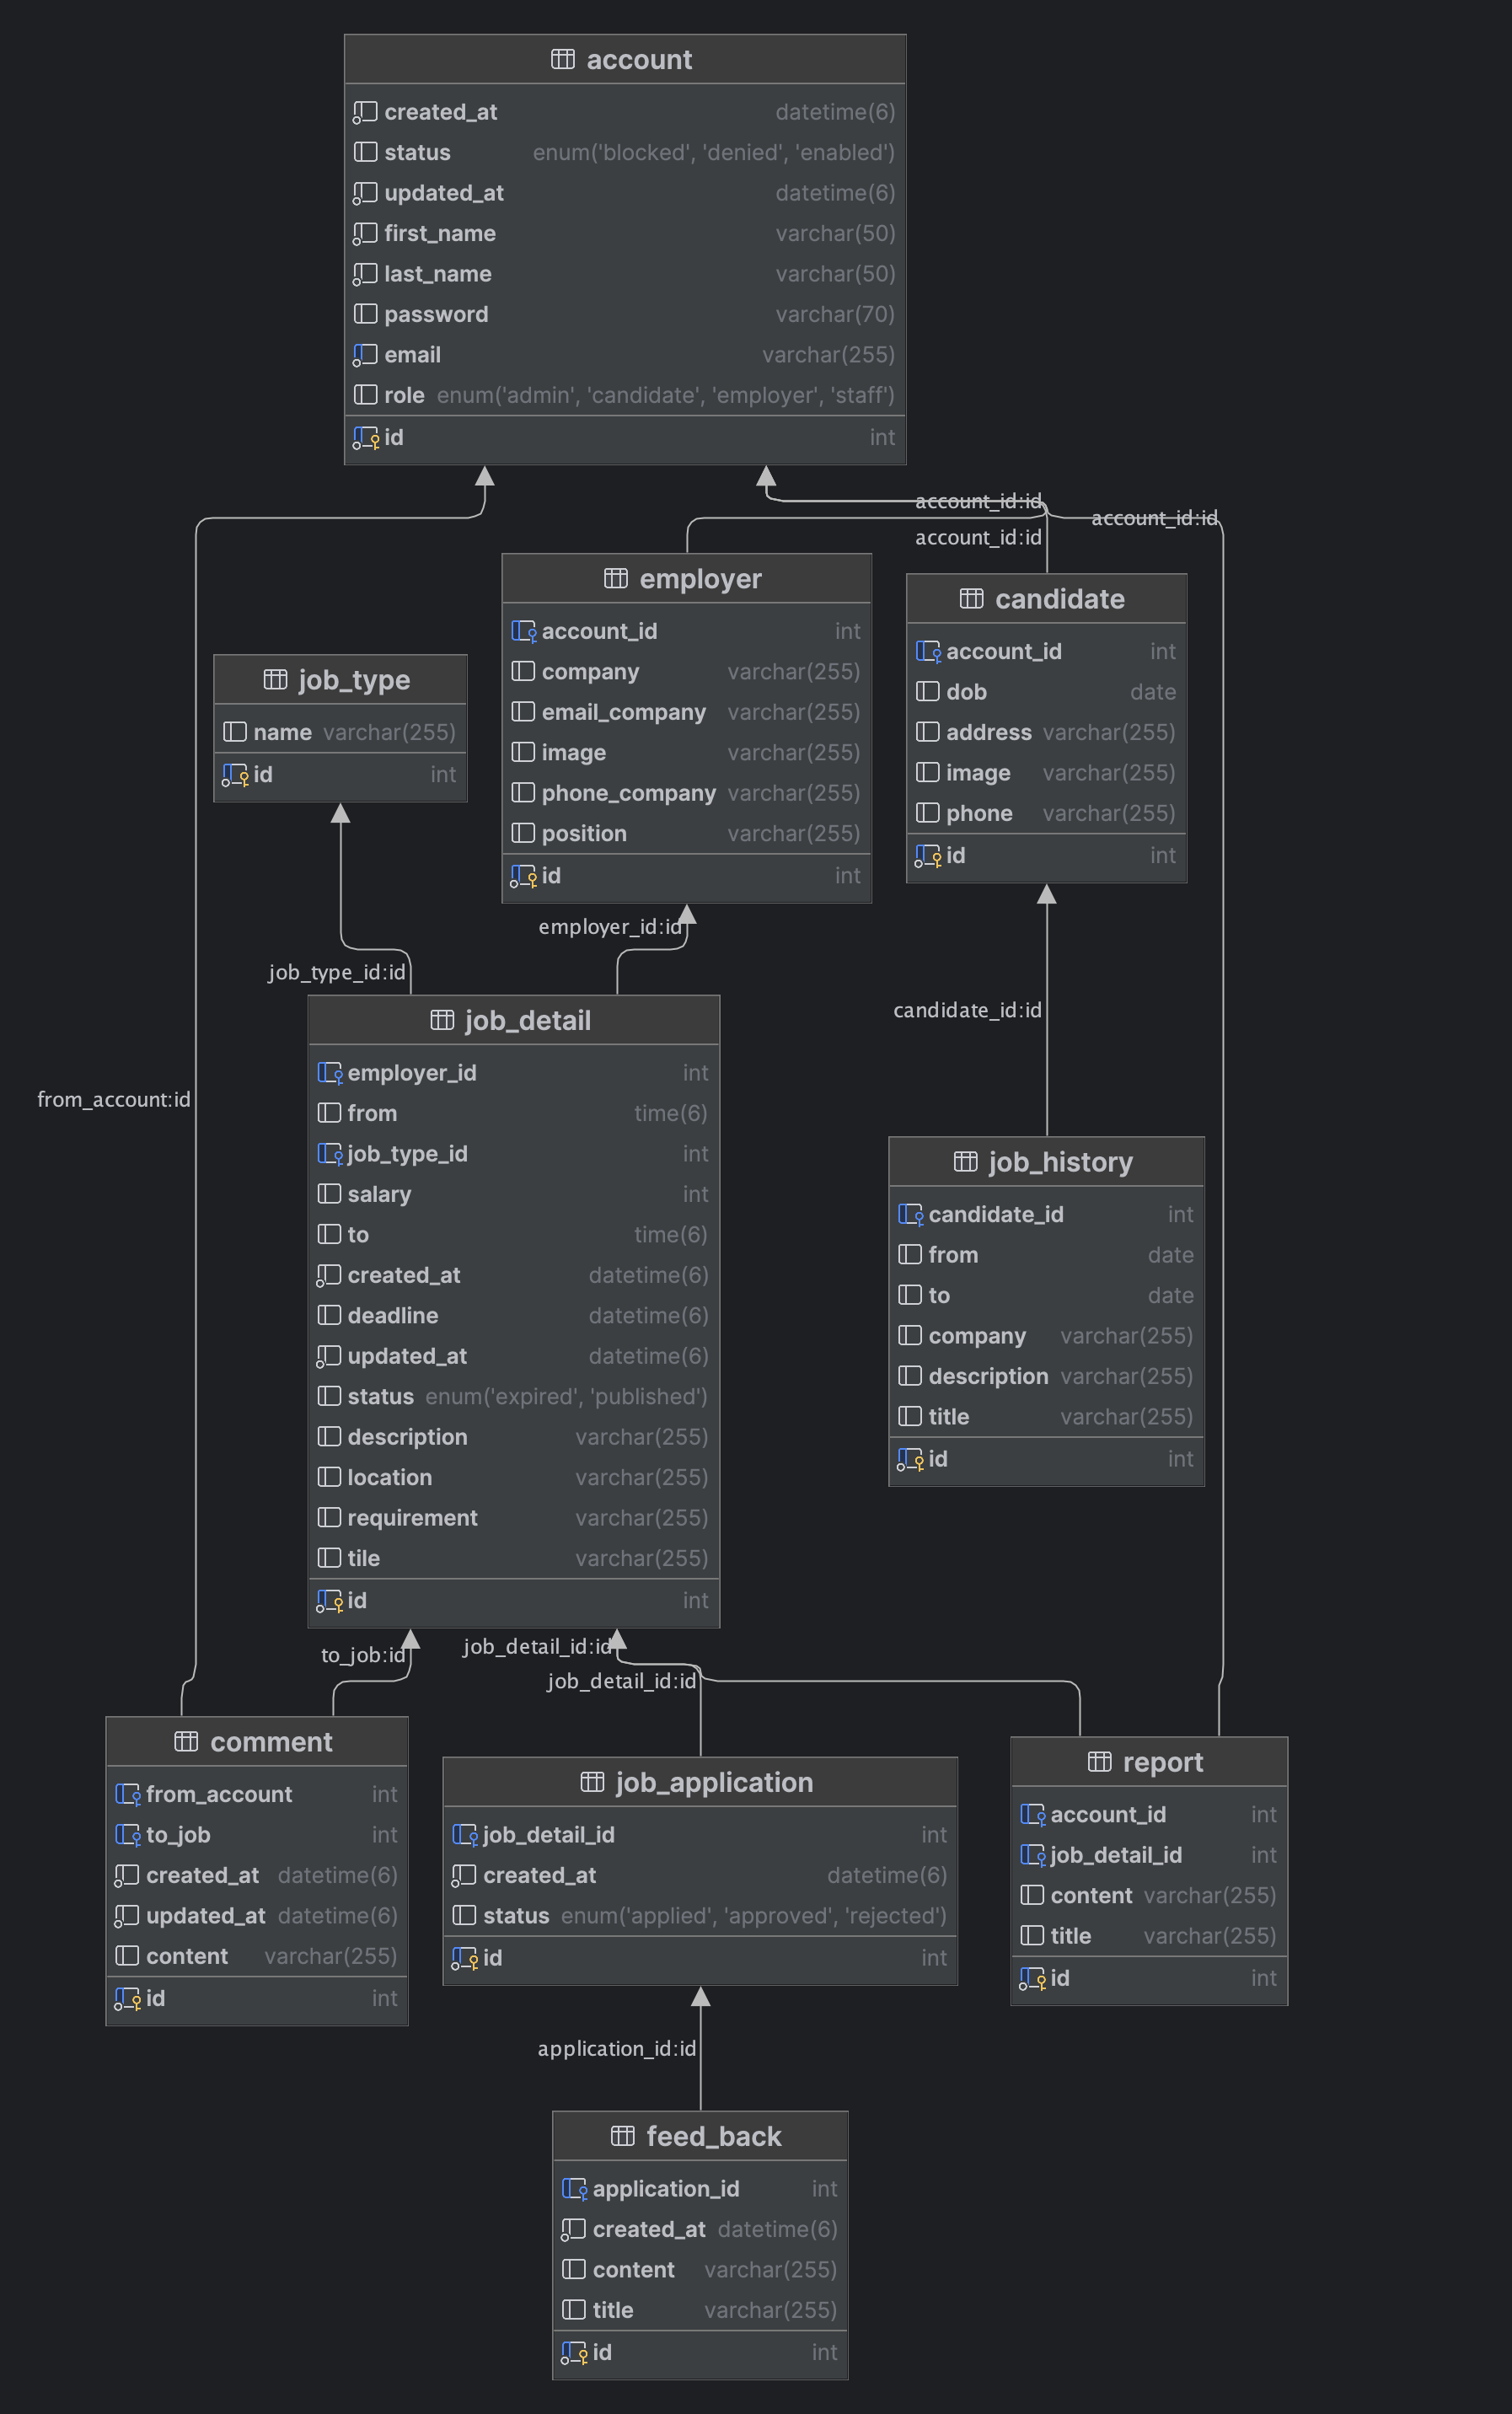 account
created_at datetime(6)
status enum('blocked', 'denied', 'enabled')
updated_at datetime(6)
first_name varchar(50)
last_name varchar(50)
password varchar(70)
email varchar(255)
role enum('admin', 'candidate', 'employer', 'staff')
id int
account_id:id
account_id:id
account_id:id
employer
account_id int
company varchar(255)
email_company varchar(255)
image varchar(255)
phone_company varchar(255)
position varchar(255)
id int
candidate
account_id int
dob date
address varchar(255)
image varchar(255)
phone varchar(255)
id int
job_type
name varchar(255)
id int
employer_id:id
job_type_id:id
candidate_id:id
from_account:id
job_detail
employer_id int
from time(6)
job_type_id int
salary int
to time(6)
created_at datetime(6)
deadline datetime(6)
updated_at datetime(6)
status enum('expired', 'published')
description varchar(255)
location varchar(255)
requirement varchar(255)
tile varchar(255)
id int
job_history
candidate_id int
from date
to date
company varchar(255)
description varchar(255)
title varchar(255)
id int
to_job:id
job_detail_id:id
job_detail_id:id
comment
from_account int
to_job int
created_at datetime(6)
updated_at datetime(6)
content varchar(255)
id int
job_application
job_detail_id int
created_at datetime(6)
status enum('applied', 'approved', 'rejected')
id int
report
account_id int
job_detail_id int
content varchar(255)
title varchar(255)
id int
application_id:id
feed_back
application_id int
created_at datetime(6)
content varchar(255)
title varchar(255)
id int